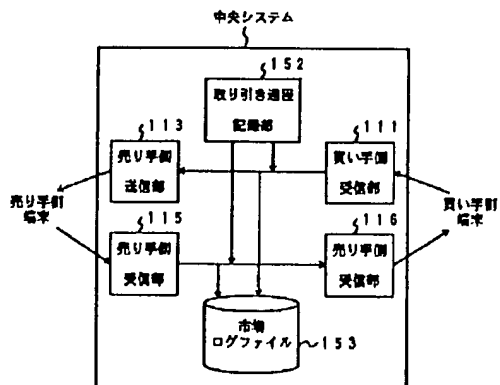 中央システム
152
取り引き過程
記録部
113
売り手側
送信部
111
買い手側
受信部
売り手側
端末
買い手側
端末
115
売り手側
受信部
116
売り手側
受信部
市場
ログファイル
153